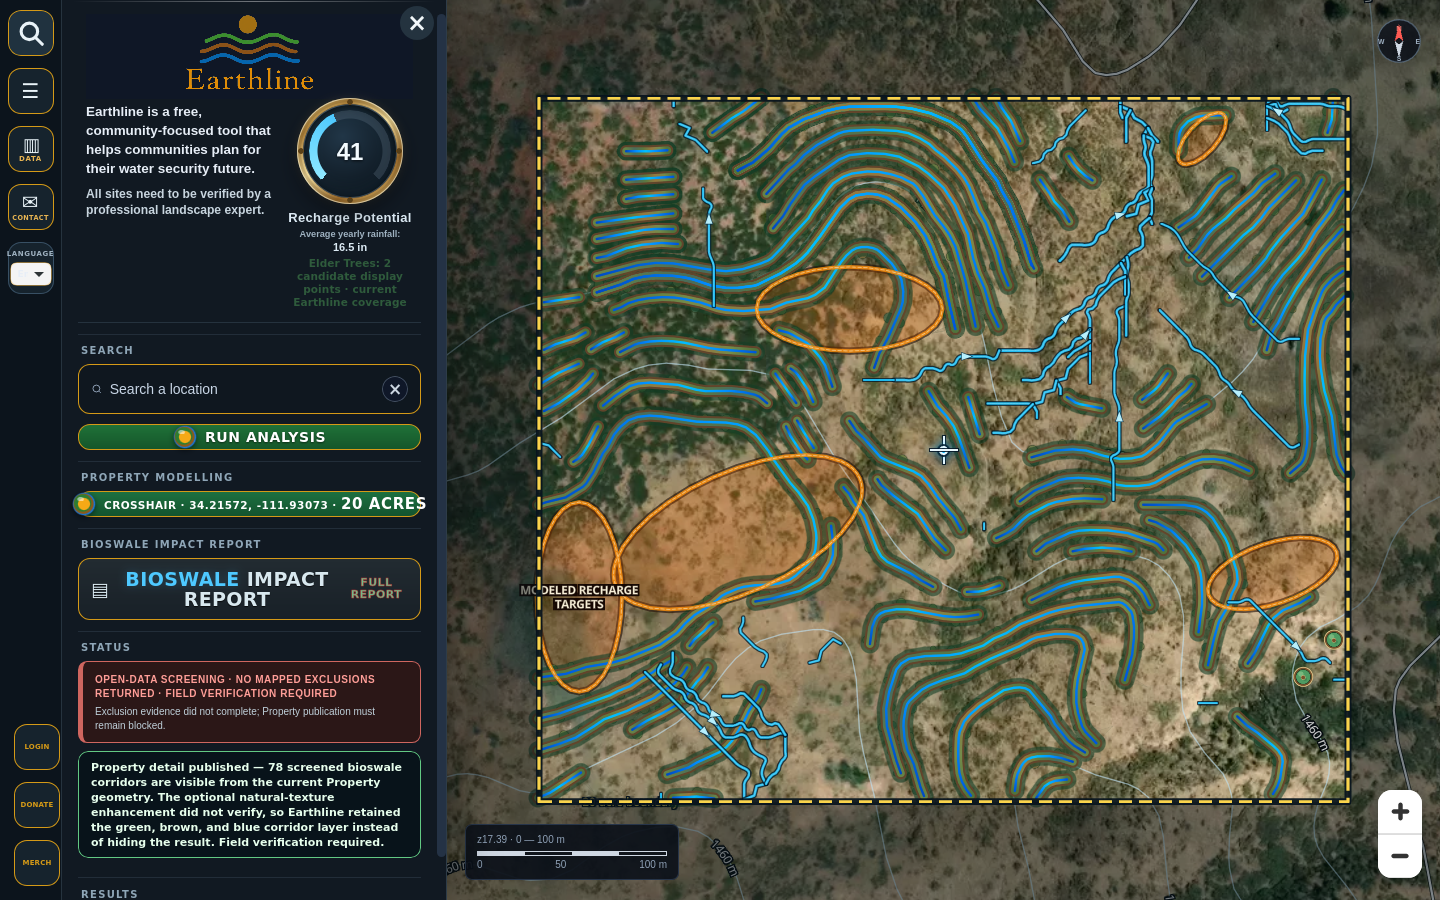 DATA
CONTACT
LANGUAGE
LOGIN
DONATE
MERCH
Earthline
Earthline is a free,
community-focused tool that
helps communities plan for
their water security future.
All sites need to be verified by a
professional landscape expert.
41
Recharge Potential
Average yearly rainfall:
16.5 in
Elder Trees: 2
candidate display
points · current
Earthline coverage
SEARCH
Search a location
RUN ANALYSIS
PROPERTY MODELLING
CROSSHAIR · 34.21572, -111.93073 · 20 ACRES
BIOSWALE IMPACT REPORT
BIOSWALE IMPACT
REPORT
FULL
REPORT
STATUS
OPEN-DATA SCREENING · NO MAPPED EXCLUSIONS
RETURNED · FIELD VERIFICATION REQUIRED
Exclusion evidence did not complete; Property publication must
remain blocked.
Property detail published — 78 screened bioswale
corridors are visible from the current Property
geometry. The optional natural-texture
enhancement did not verify, so Earthline retained
the green, brown, and blue corridor layer instead
of hiding the result. Field verification required.
RESULTS
W
E
S
MODELED RECHARGE
TARGETS
1460 m
1460 m
z17.39 · 0 — 100 m
0 50 100 m